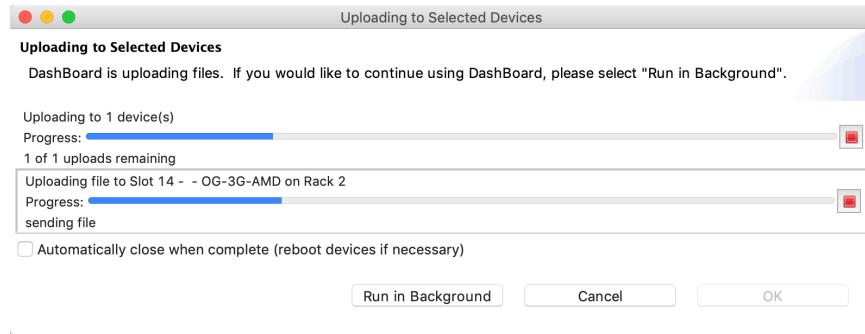 Uploading to Selected Devices
Uploading to Selected Devices
DashBoard is uploading files.  If you would like to continue using DashBoard, please select "Run in Background".
Uploading to 1 device(s)
Progress:
1 of 1 uploads remaining
Uploading file to Slot 14 -  - OG-3G-AMD on Rack 2
Progress:
sending file
Automatically close when complete (reboot devices if necessary)
Run in Background Cancel OK